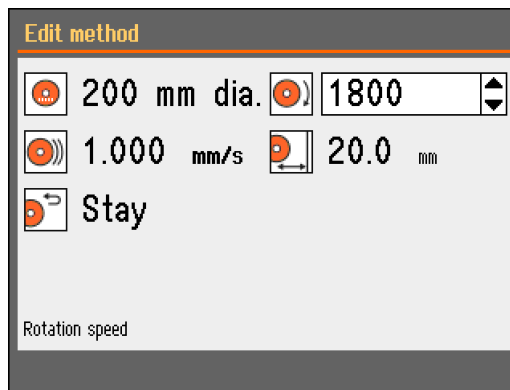 Edit method
200 mm dia. 1800
1.000 mm/s 20.0 mm
Stay
Rotation speed